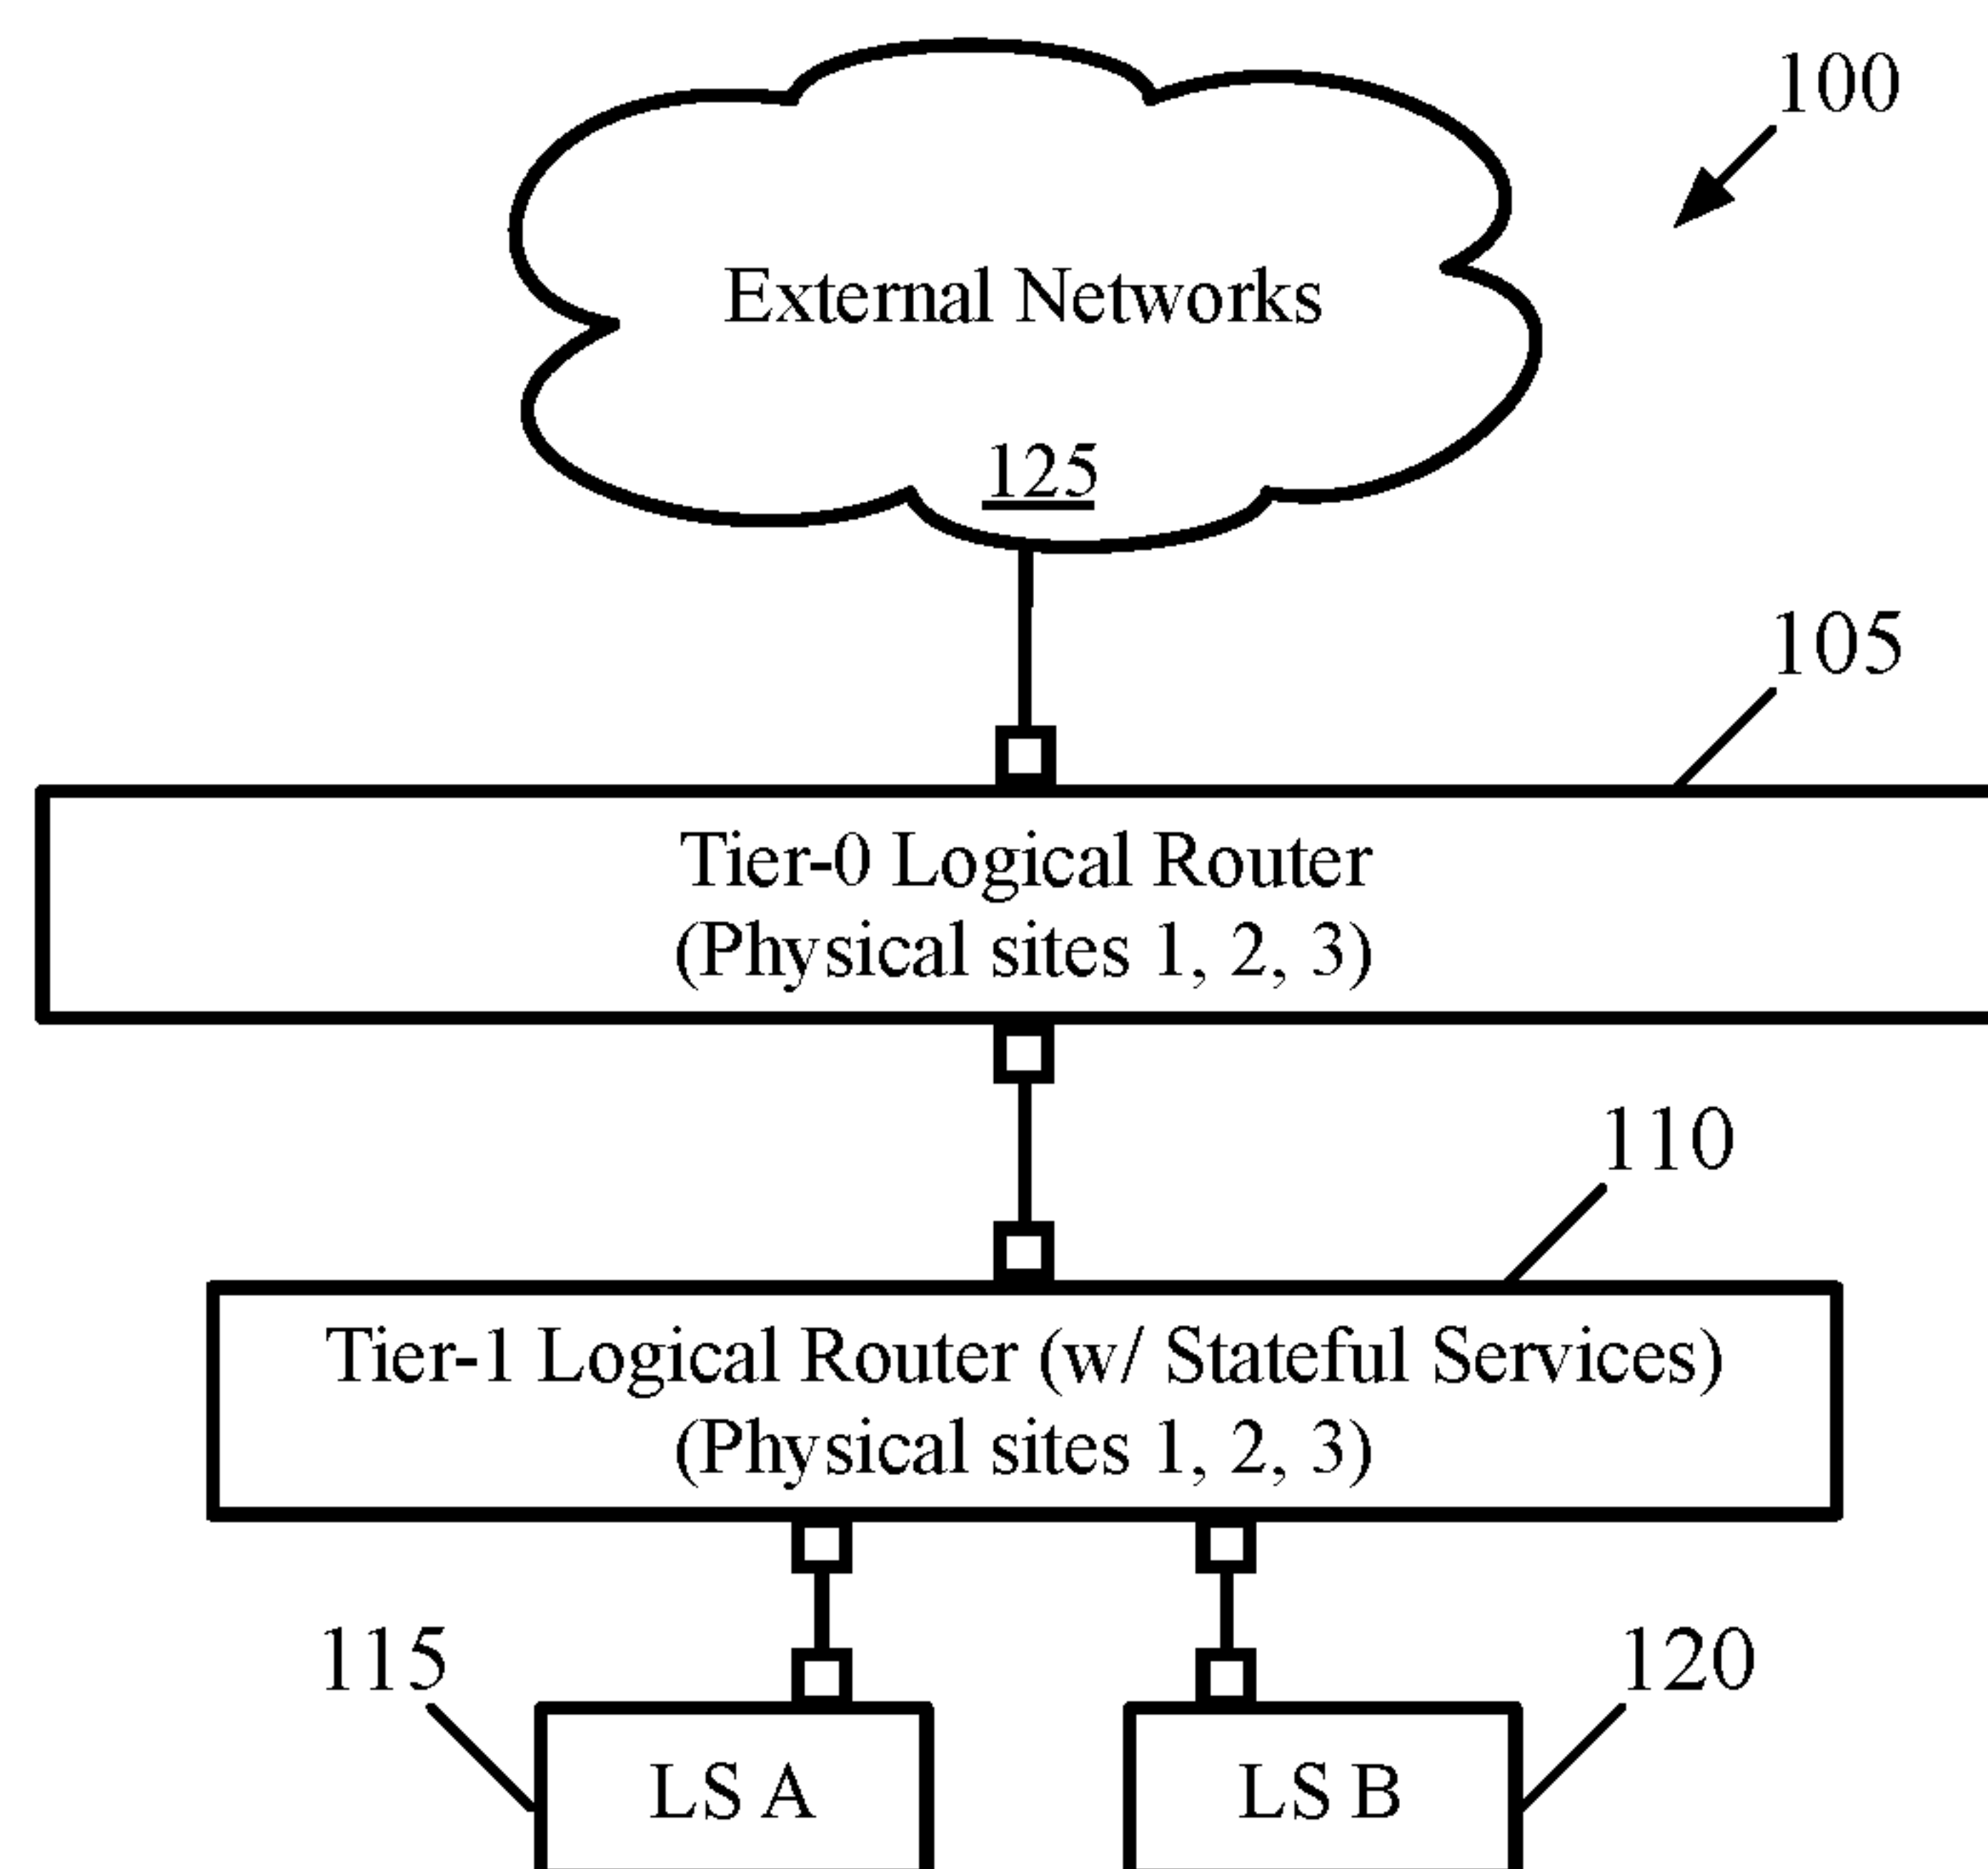 100
External Networks
125
105
Tier-0 Logical Router
(Physical sites 1, 2, 3)
110
Tier-1 Logical Router (w/ Stateful Services)
(Physical sites 1, 2, 3)
115
120
LS A
LS B